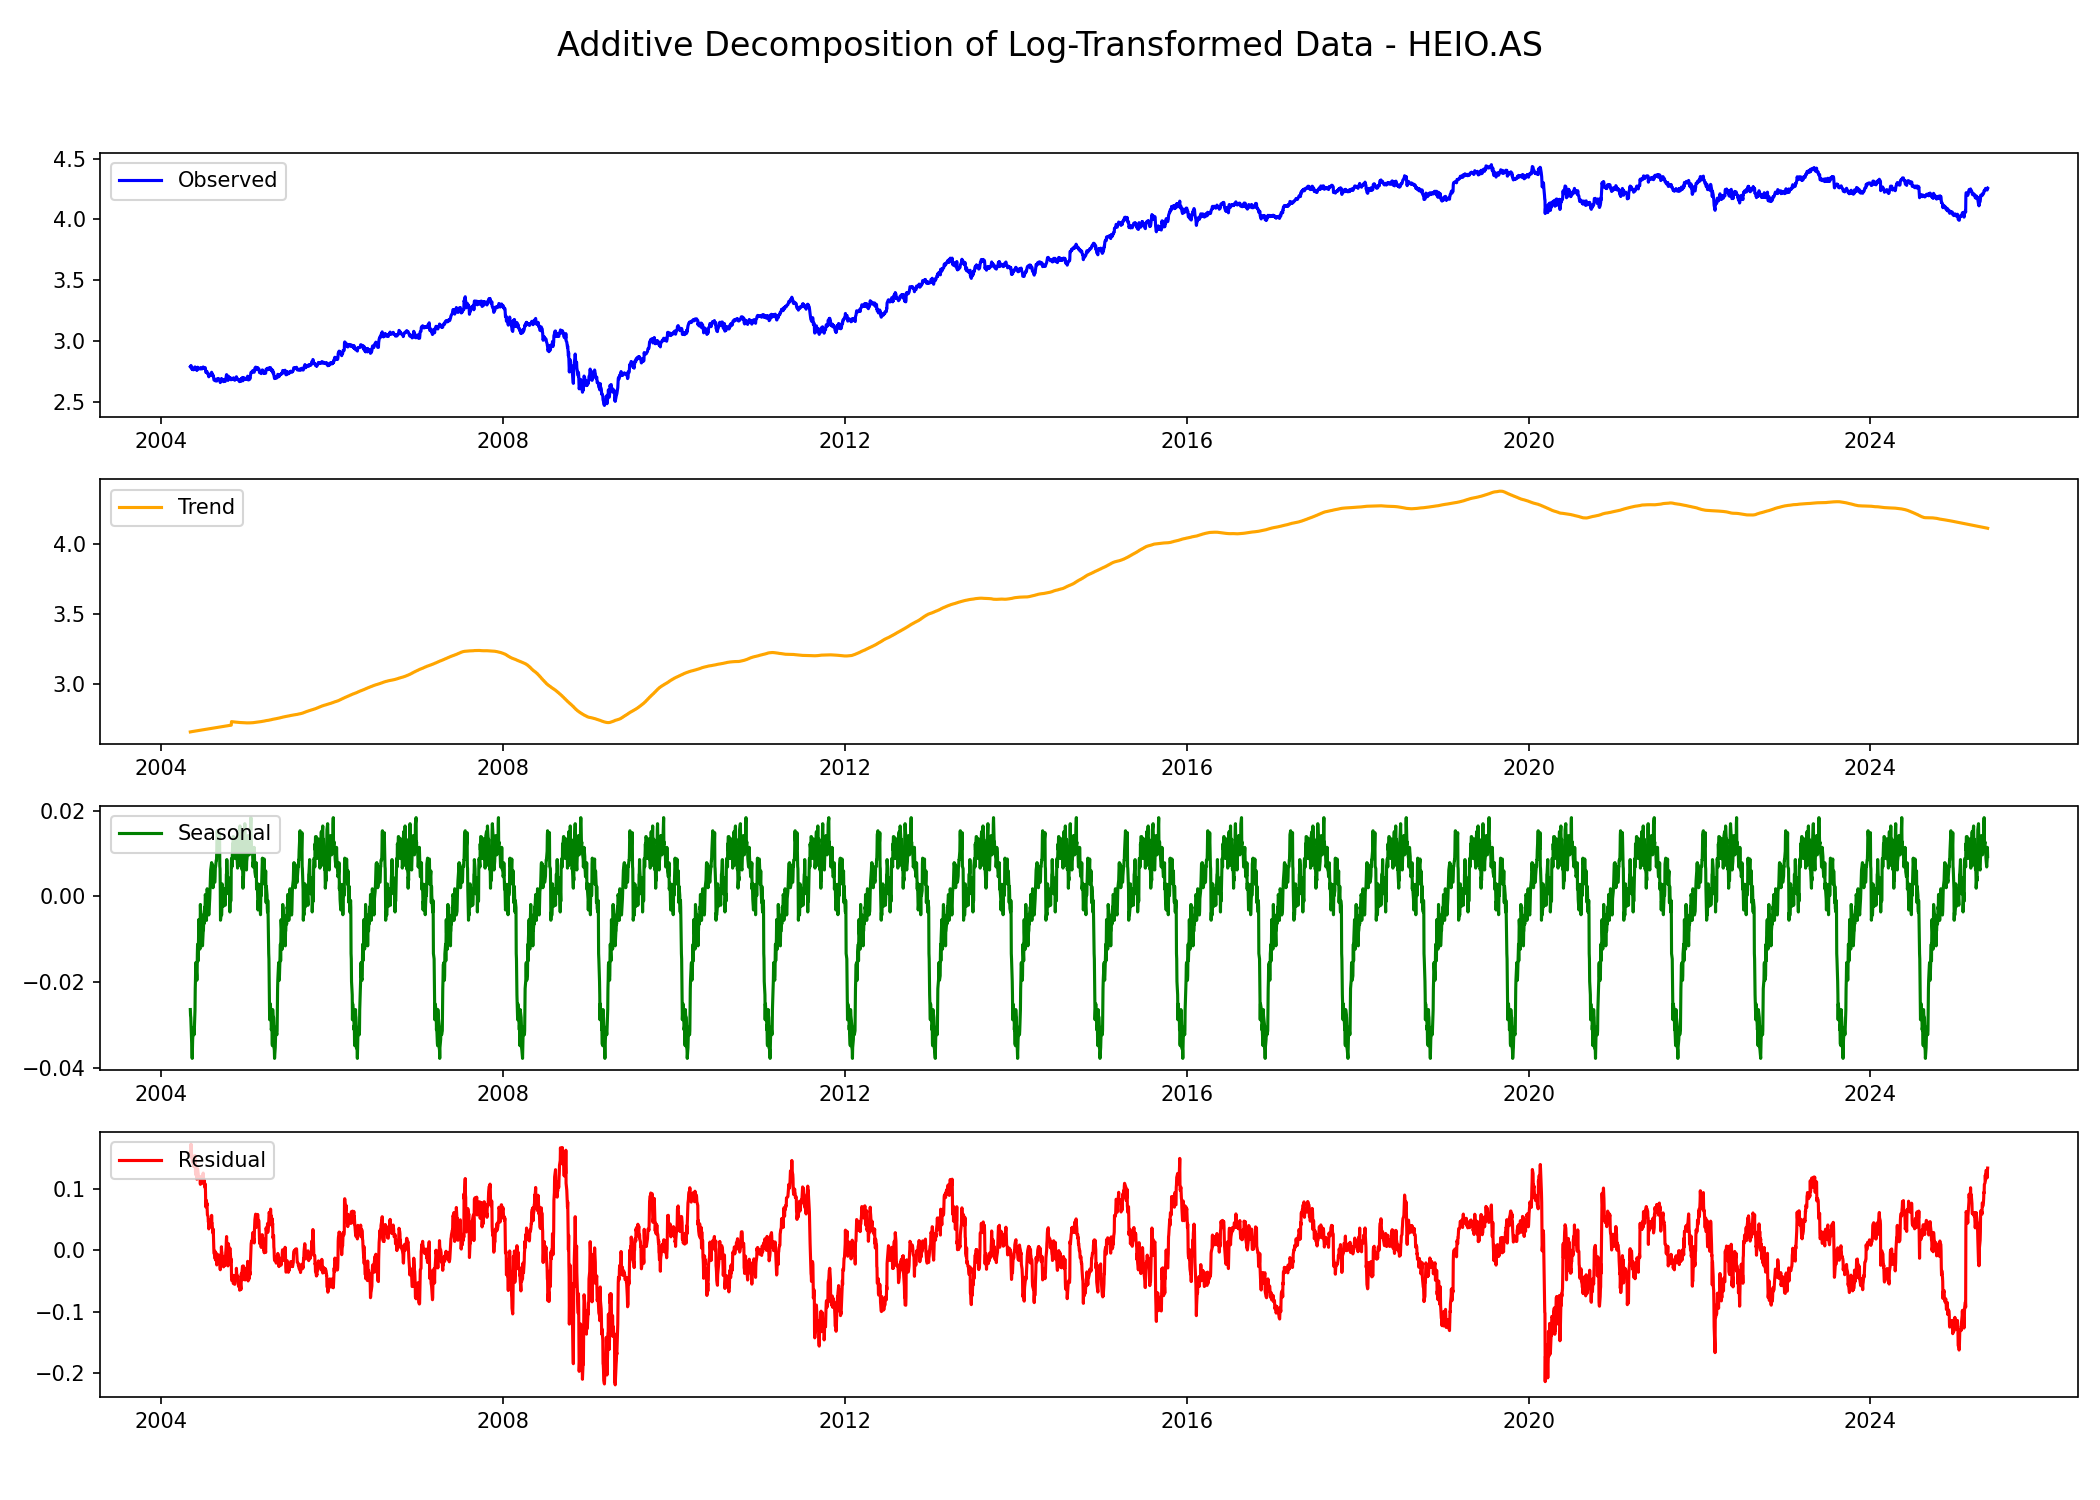 Additive Decomposition of Log-Transformed Data - HEIO.AS
4.5
4.0
3.5
3.0
2.5
Observed
2004 2008 2012 2016 2020 2024
4.0
3.5
3.0
Trend
2004 2008 2012 2016 2020 2024
0.02
0.00
−0.02
−0.04
Seasonal
2004 2008 2012 2016 2020 2024
0.1
0.0
−0.1
−0.2
Residual
2004 2008 2012 2016 2020 2024